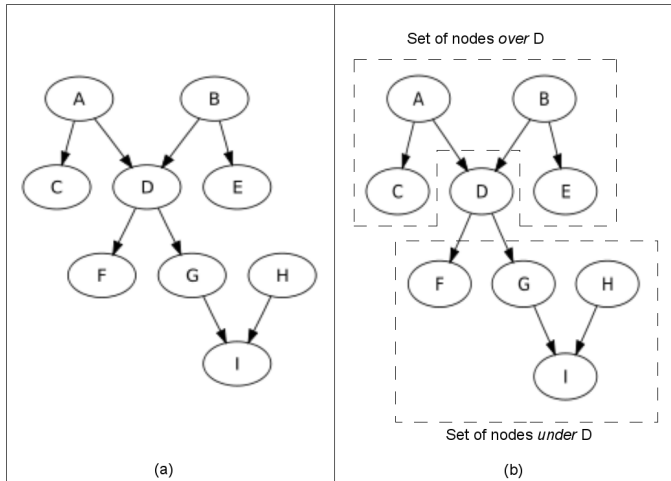 Set of nodes over D
A
B
C
D
E
F
G
H
I
(a)
A
B
C
D
E
F
G
H
I
Set of nodes under D
(b)